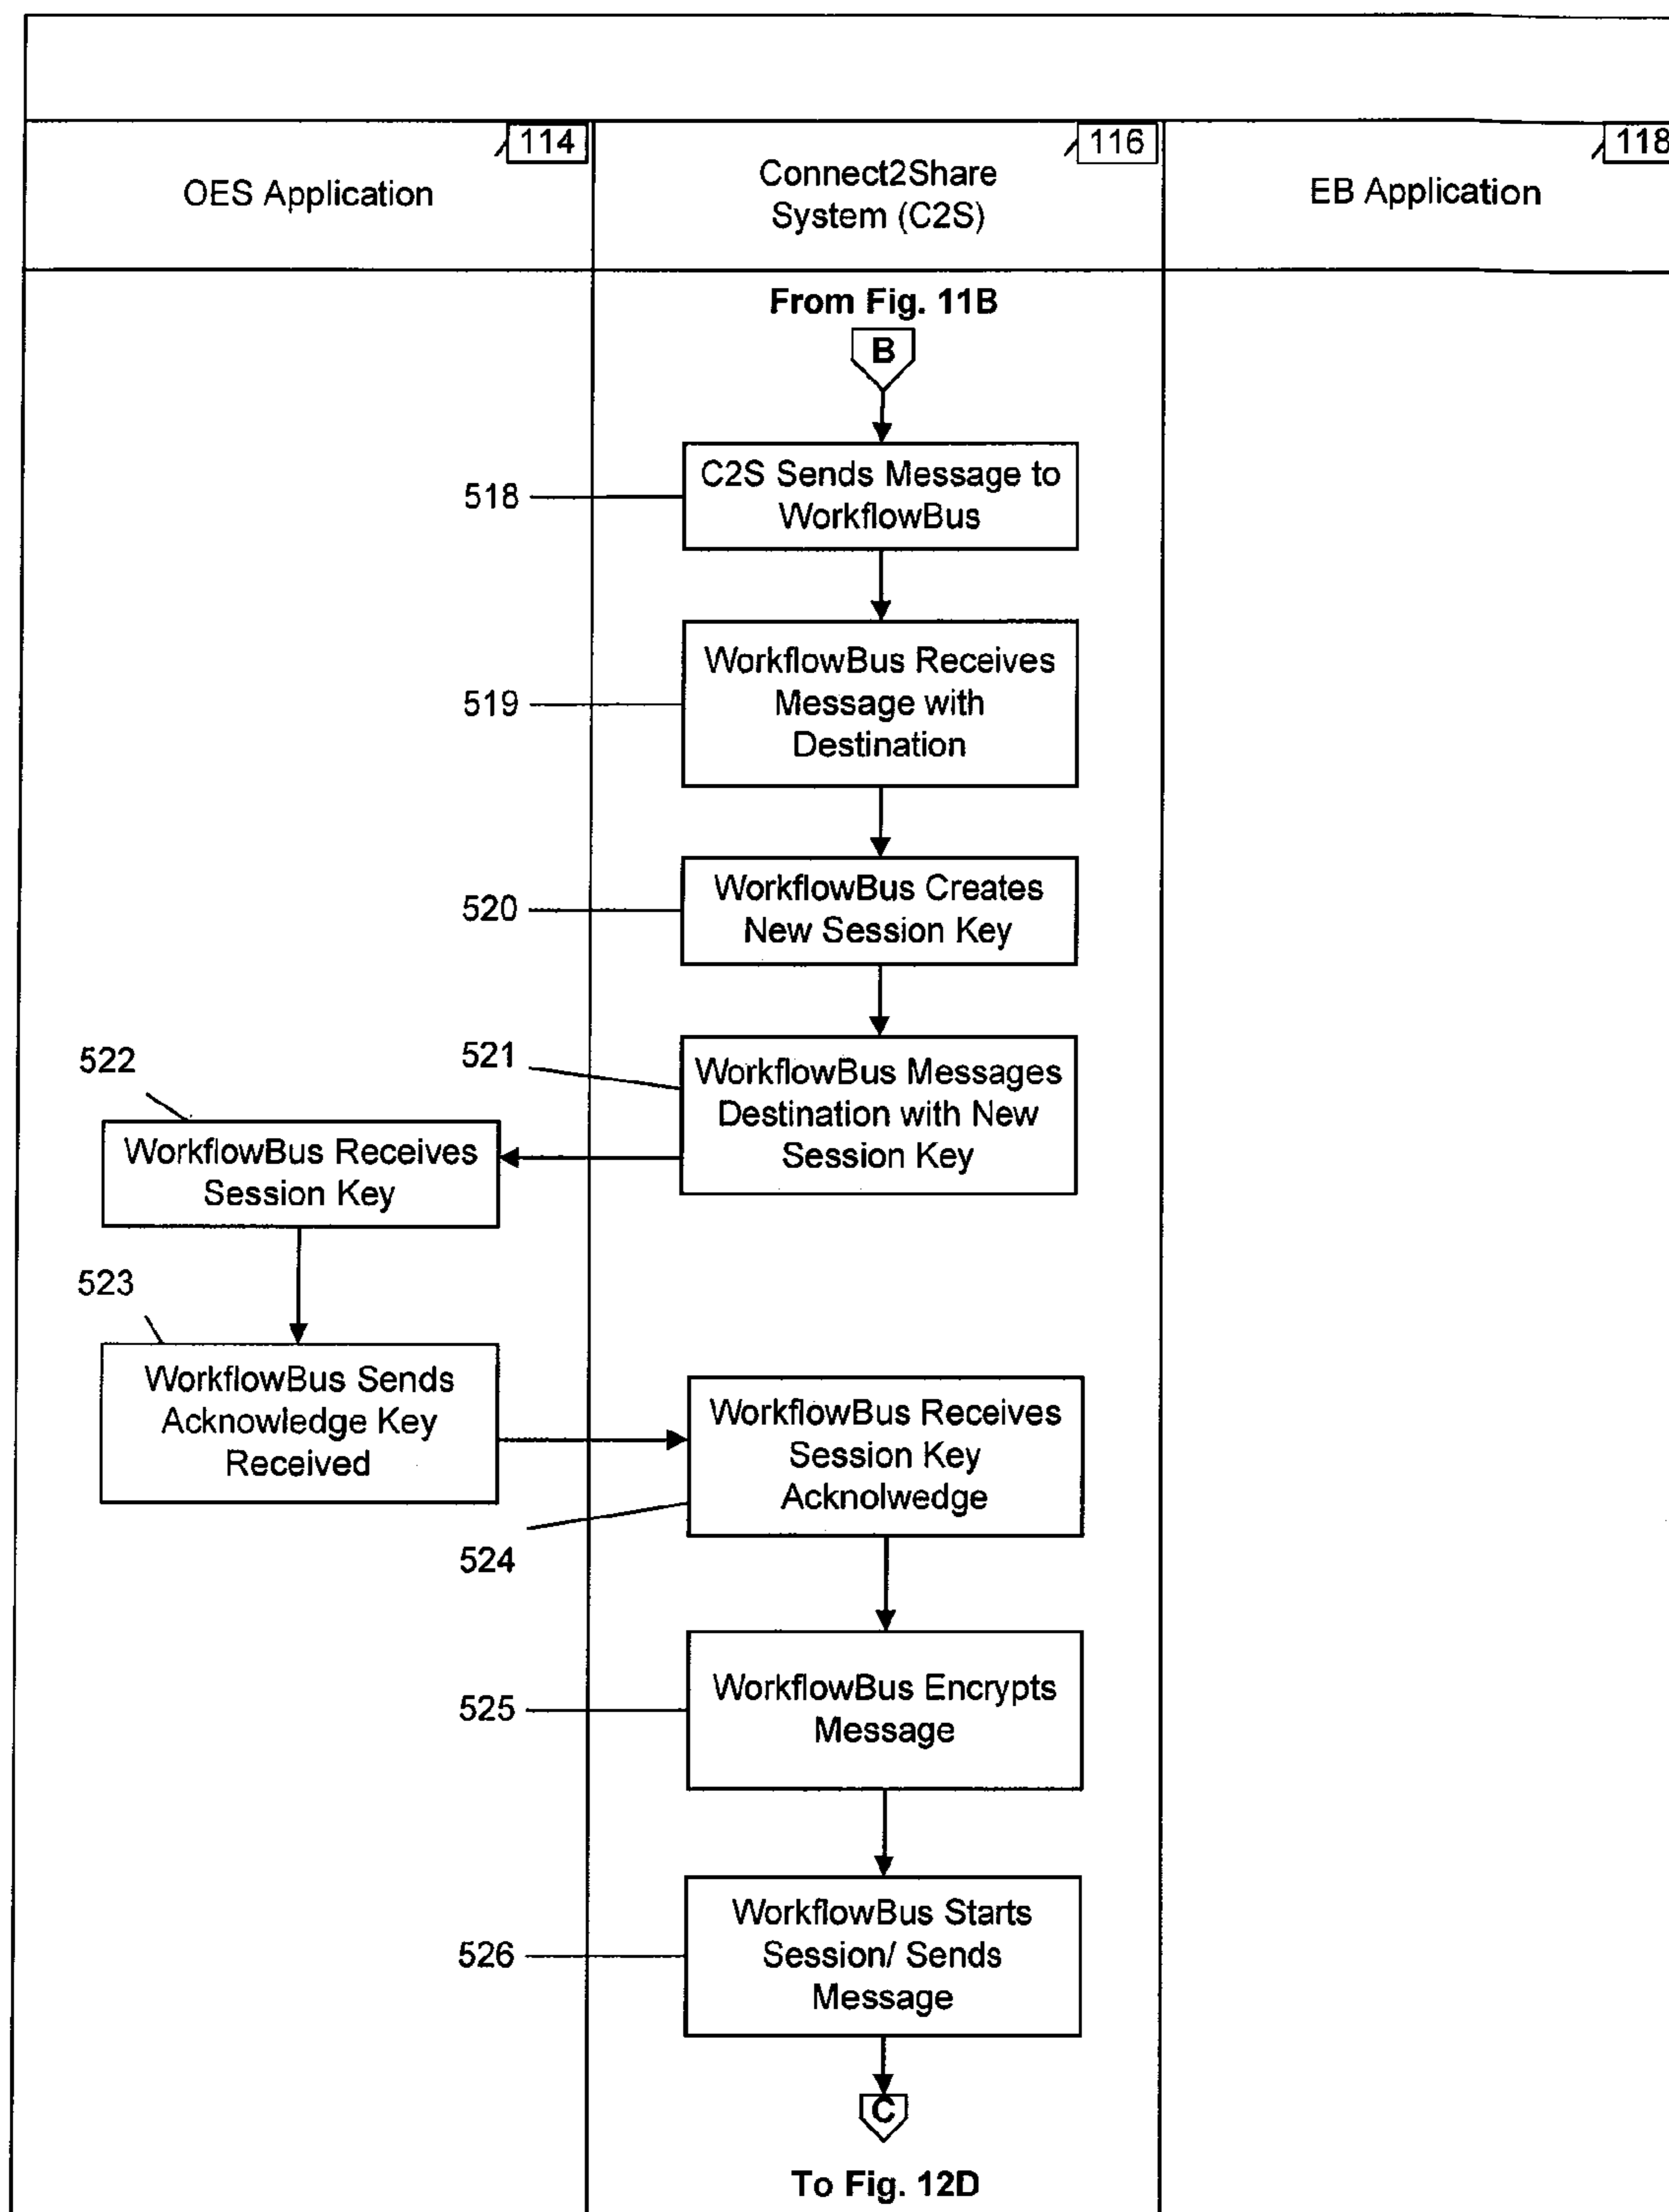 114
OES Application
116
Connect2Share
System (C2S)
118
EB Application
From Fig. 11B
B
518
C2S Sends Message to
WorkflowBus
519
WorkflowBus Receives
Message with
Destination
520
WorkflowBus Creates
New Session Key
521
WorkflowBus Messages
Destination with New
Session Key
522
WorkflowBus Receives
Session Key
523
WorkflowBus Sends
Acknowledge Key
Received
WorkflowBus Receives
Session Key
Acknolwedge
524
525
WorkflowBus Encrypts
Message
526
WorkflowBus Starts
Session/ Sends
Message
C
To Fig. 12D